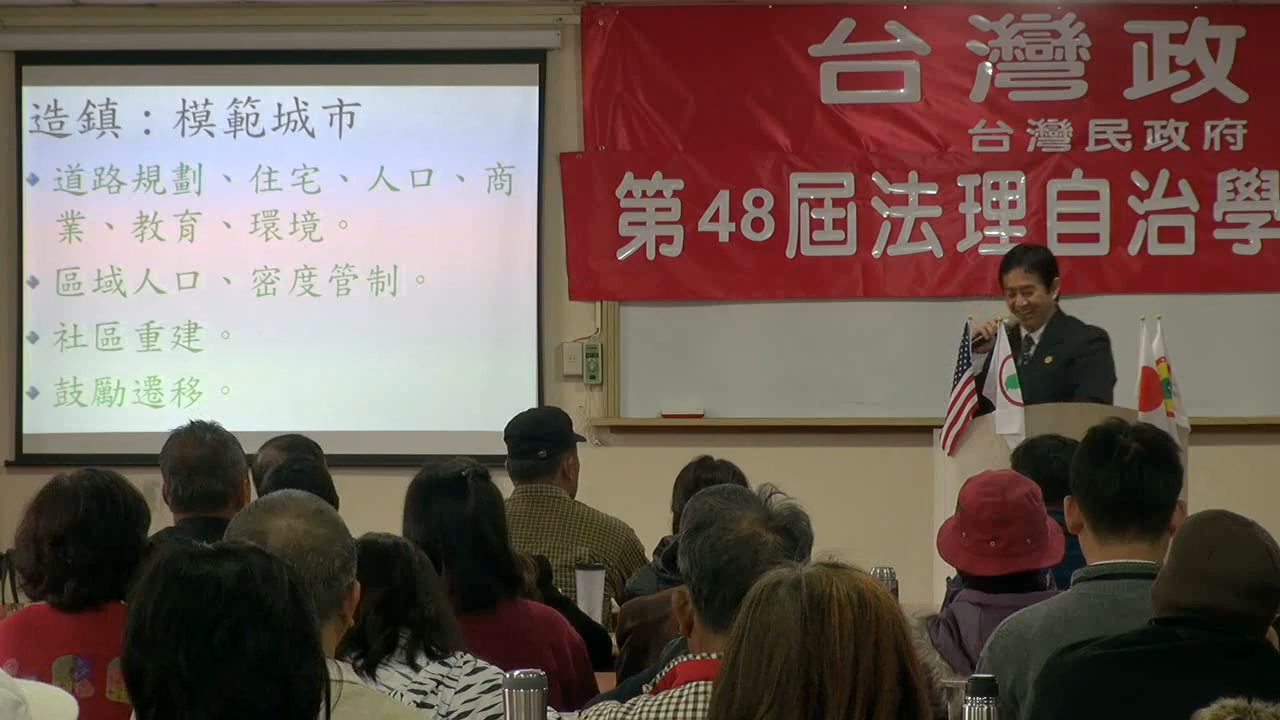 造鎮：模範城市
道路規劃、住宅、人口、商
業、教育、環境。
區域人口、密度管制。
社區重建。
鼓勵遷移。
台灣政
台灣民政府
第48屆法理自治學